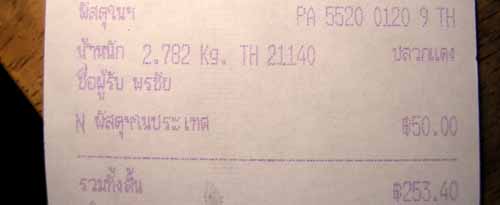 พัสดุในฯ PA 5520 0120 9 TH
น้ำหนัก 2.782 Kg. TH 21140 ปลวกแดง
ชื่อผู้รับ พรชัย
N พัสดุฯในประเทศ ฿50.00
รวมทั้งสิ้น ฿253.40